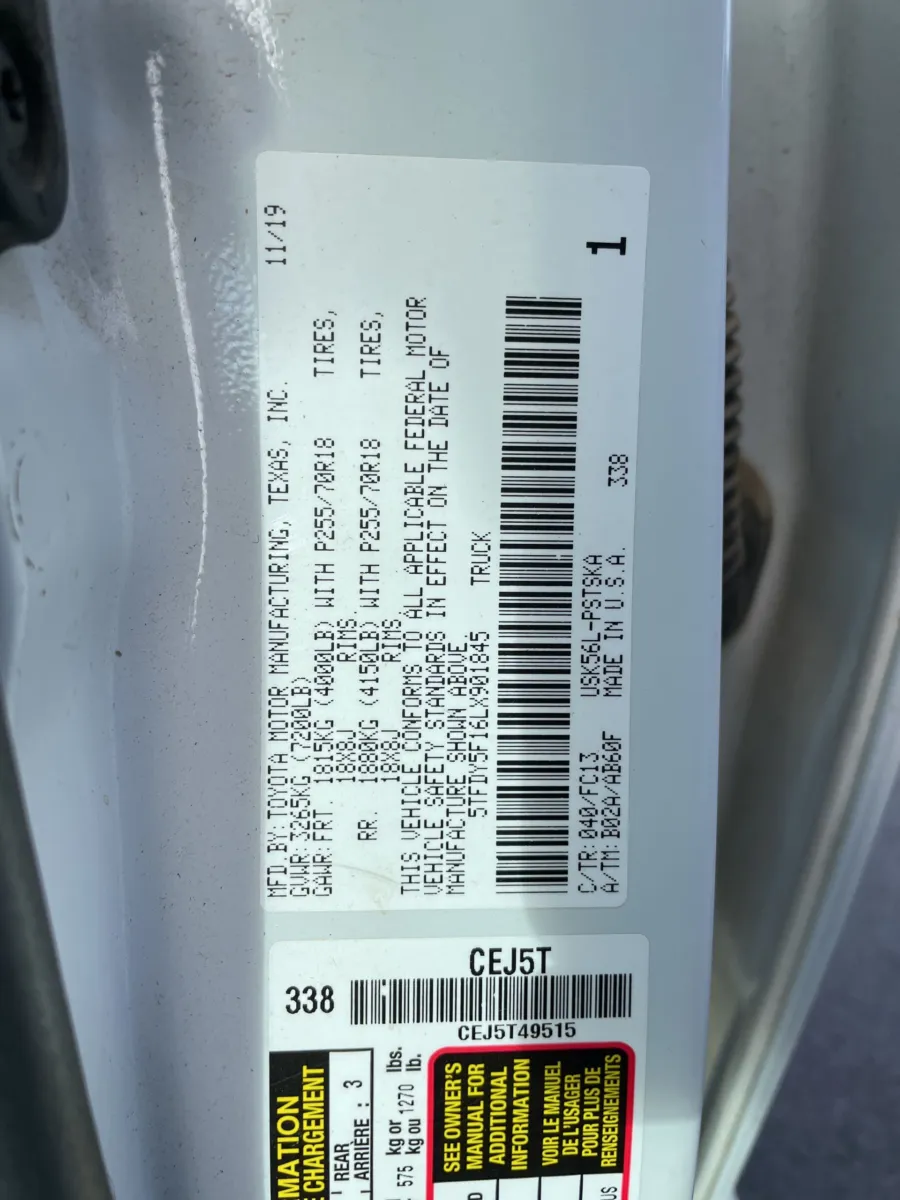 MFD.BY:TOYOTA MOTOR MANUFACTURING, TEXAS, INC. 11/19
GVWR:3265KG (7200LB)
GAWR:FRT. 1815KG (4000LB) WITH P255/70R18 TIRES,
18X8J RIMS,
RR. 1880KG (4150LB) WITH P255/70R18 TIRES,
18X8J RIMS
THIS VEHICLE CONFORMS TO ALL APPLICABLE FEDERAL MOTOR
VEHICLE SAFETY STANDARDS IN EFFECT ON THE DATE OF
MANUFACTURE SHOWN ABOVE.
5TFDY5F16LX901845 TRUCK
C/TR:040/FC13 USK56L-PSTSKA 338
A/TM:B02A/AB60F MADE IN U.S.A.
1
CEJ5T
338
CEJ5T49515
MATION
E CHARGEMENT
REAR
ARRIÈRE : 3
575 kg or lbs.
kg ou 1270 lb.
SEE OWNER'S
MANUAL FOR
ADDITIONAL
INFORMATION
VOIR LE MANUEL
DE L'USAGER
POUR PLUS DE
RENSEIGNEMENTS
D
US